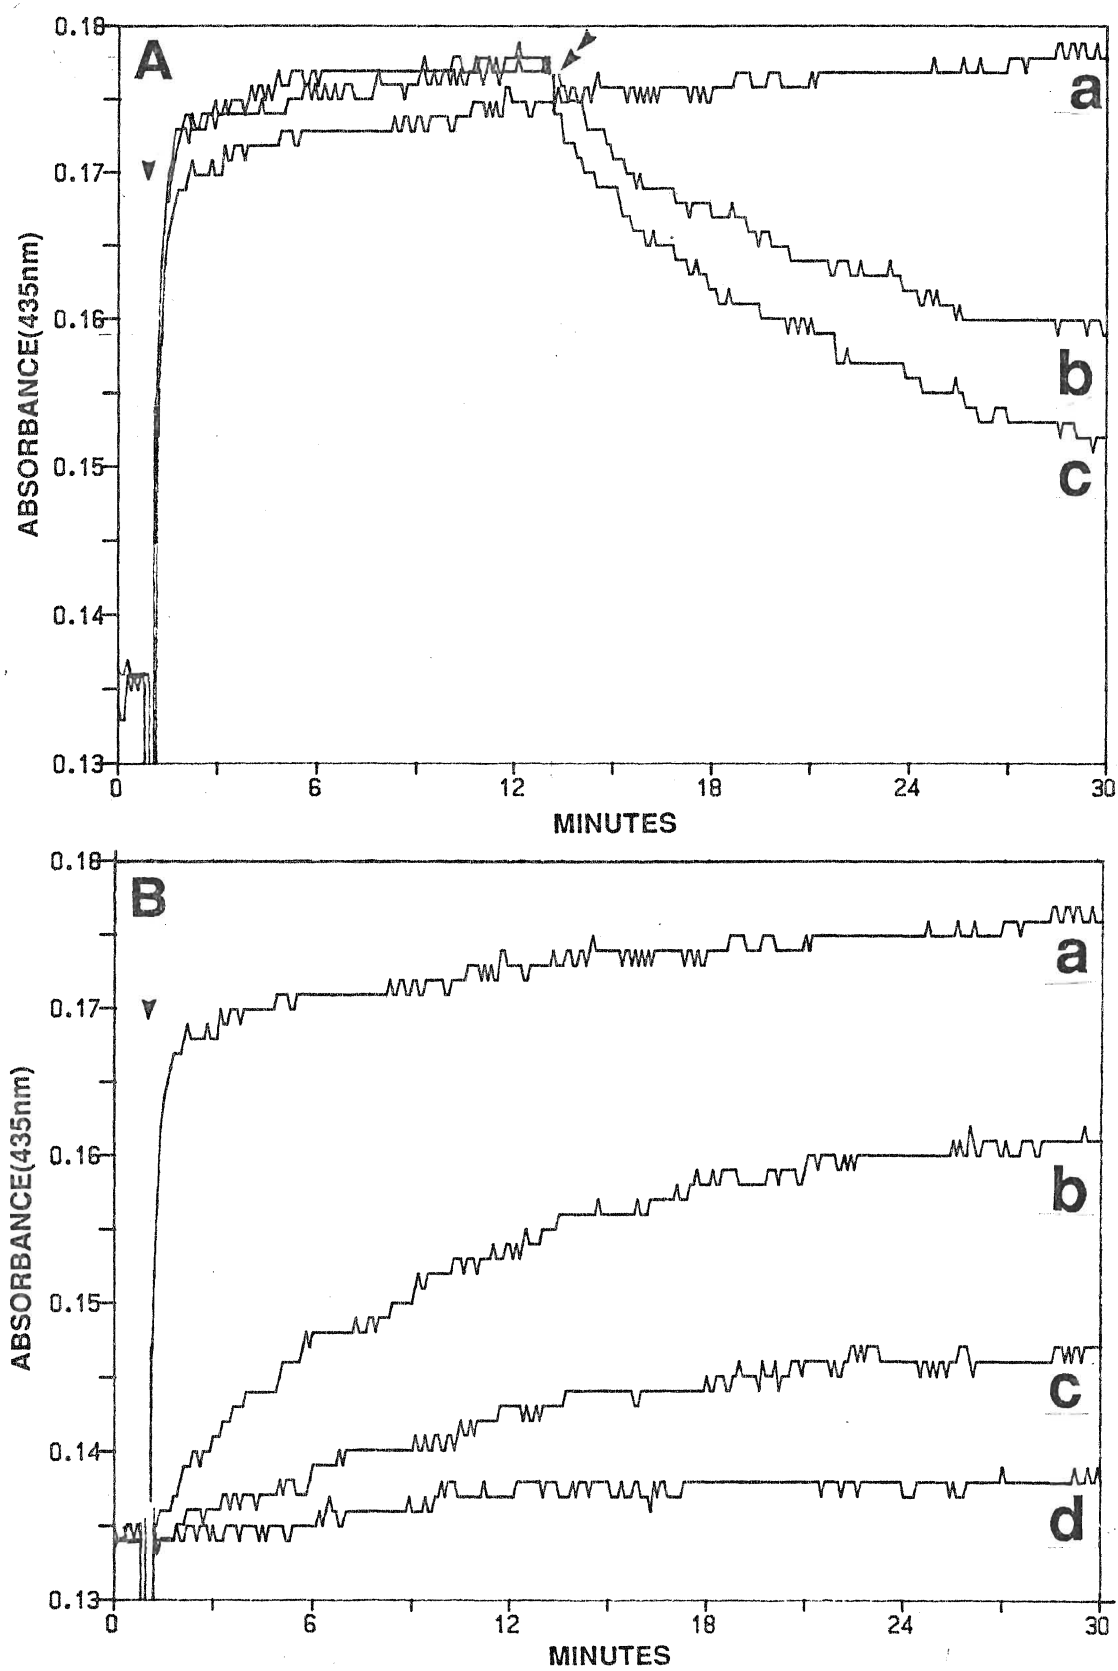 A
0.18
0.17
0.16
0.15
0.14
0.13
ABSORBANCE(435nm)
a
b
c
0 6 12 18 24 30
MINUTES
B
0.18
0.17
0.16
0.15
0.14
0.13
ABSORBANCE(435nm)
a
b
c
d
0 6 12 18 24 30
MINUTES